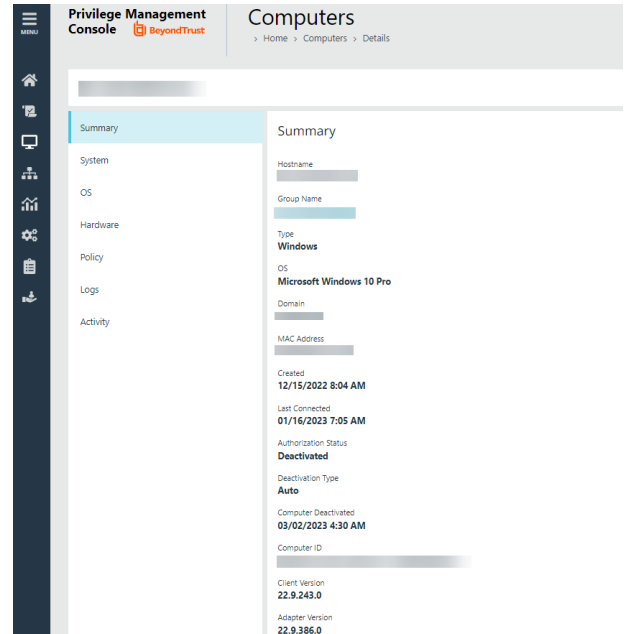 MENU
Privilege Management
Console BeyondTrust
Computers
> Home > Computers > Details
Summary
System
OS
Hardware
Policy
Logs
Activity
Summary
Hostname
Group Name
Type
Windows
OS
Microsoft Windows 10 Pro
Domain
MAC Address
Created
12/15/2022 8:04 AM
Last Connected
01/16/2023 7:05 AM
Authorization Status
Deactivated
Deactivation Type
Auto
Computer Deactivated
03/02/2023 4:30 AM
Computer ID
Client Version
22.9.243.0
Adapter Version
22.9.386.0